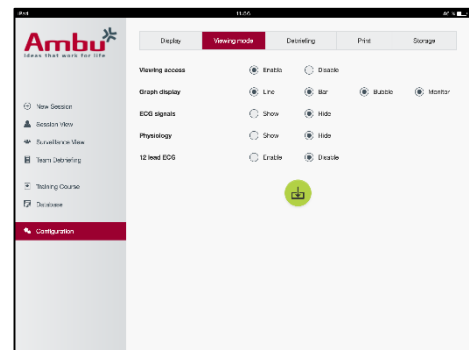 iPad 11:56
Ambu
Ideas that work for life
Display Viewing mode Debriefing Print Storage
Viewing access Enable Disable
Graph display Line Bar Bubble Monitor
ECG signals Show Hide
Physiology Show Hide
12 lead ECG Enable Disable
New Session
Session View
Surveillance View
Team Debriefing
Training Course
Database
Configuration